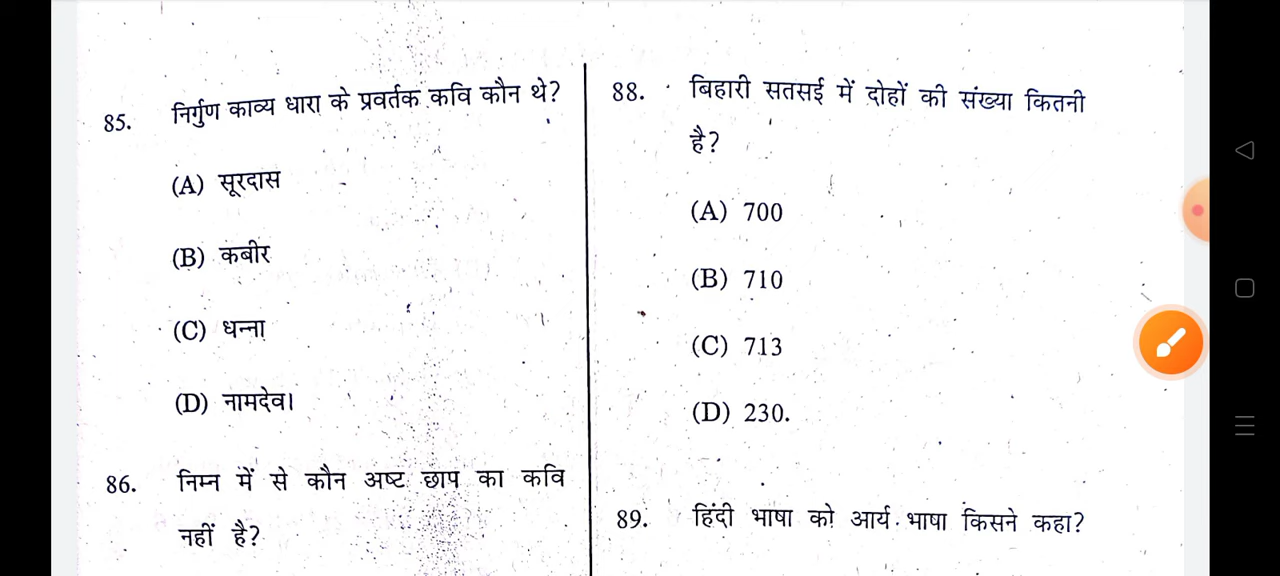 85. निर्गुण काव्य धारा के प्रवर्तक कवि कौन थे?
(A) सूरदास
(B) कबीर
(C) धन्ना
(D) नामदेव।
86. निम्न में से कौन अष्ट छाप का कवि
नहीं है?
88. बिहारी सतसई में दोहों की संख्या कितनी
है?
(A) 700
(B) 710
(C) 713
(D) 230.
89. हिंदी भाषा को आर्य भाषा किसने कहा?